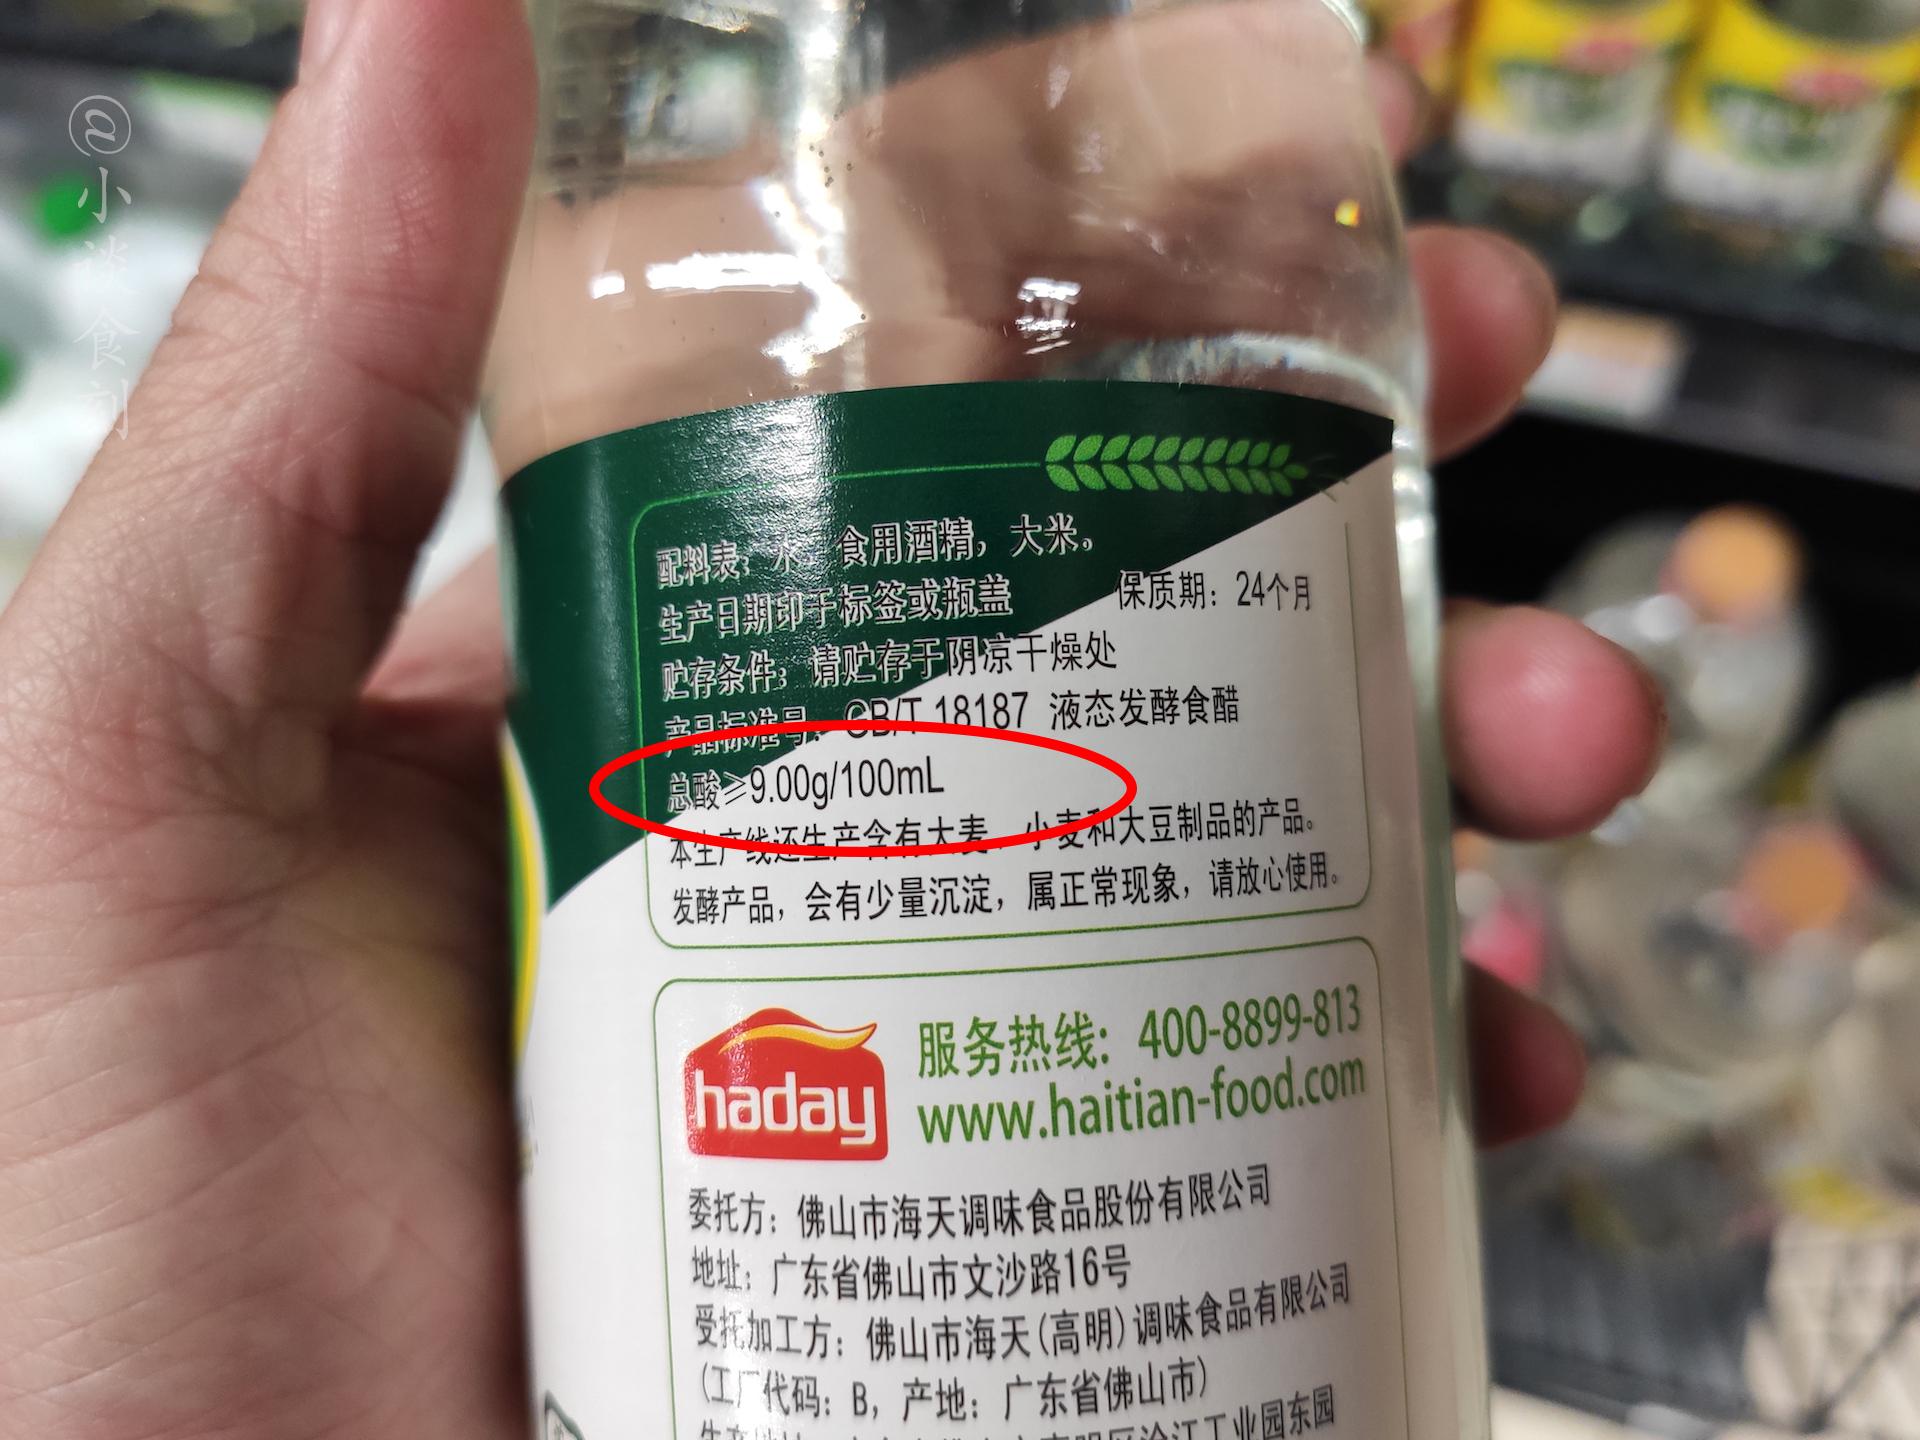 @小谈食刻
配料表：水，食用酒精，大米。
生产日期印于标签或瓶盖
保质期：24个月
贮存条件：请贮存于阴凉干燥处
产品标准号：GB/T 18187 液态发酵食醋
总酸≥9.00g/100mL
本生产线还生产含有大麦、小麦和大豆制品的产品。
发酵产品，会有少量沉淀，属正常现象，请放心使用。
haday
服务热线：400-8899-813
www.haitian-food.com
委托方：佛山市海天调味食品股份有限公司
地址：广东省佛山市文沙路16号
受托加工方：佛山市海天(高明)调味食品有限公司
(工厂代码：B，产地：广东省佛山市)
沧江工业园东园